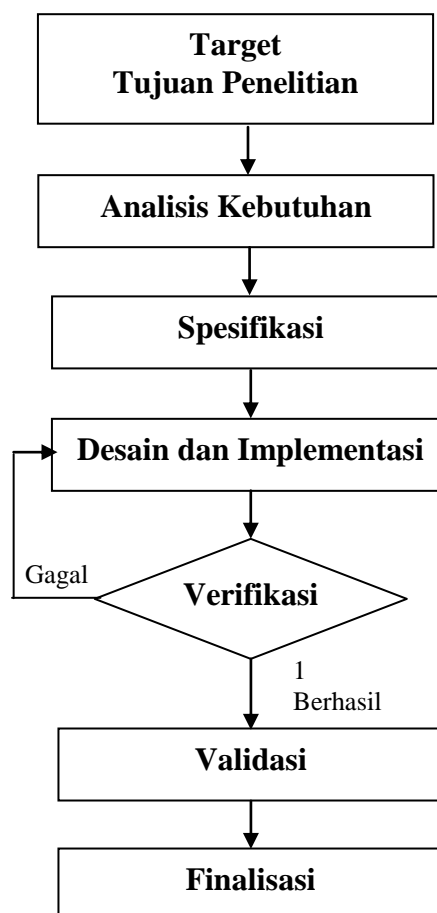 Target
Tujuan Penelitian
Analisis Kebutuhan
Spesifikasi
Desain dan Implementasi
Gagal
Verifikasi
1
Berhasil
Validasi
Finalisasi